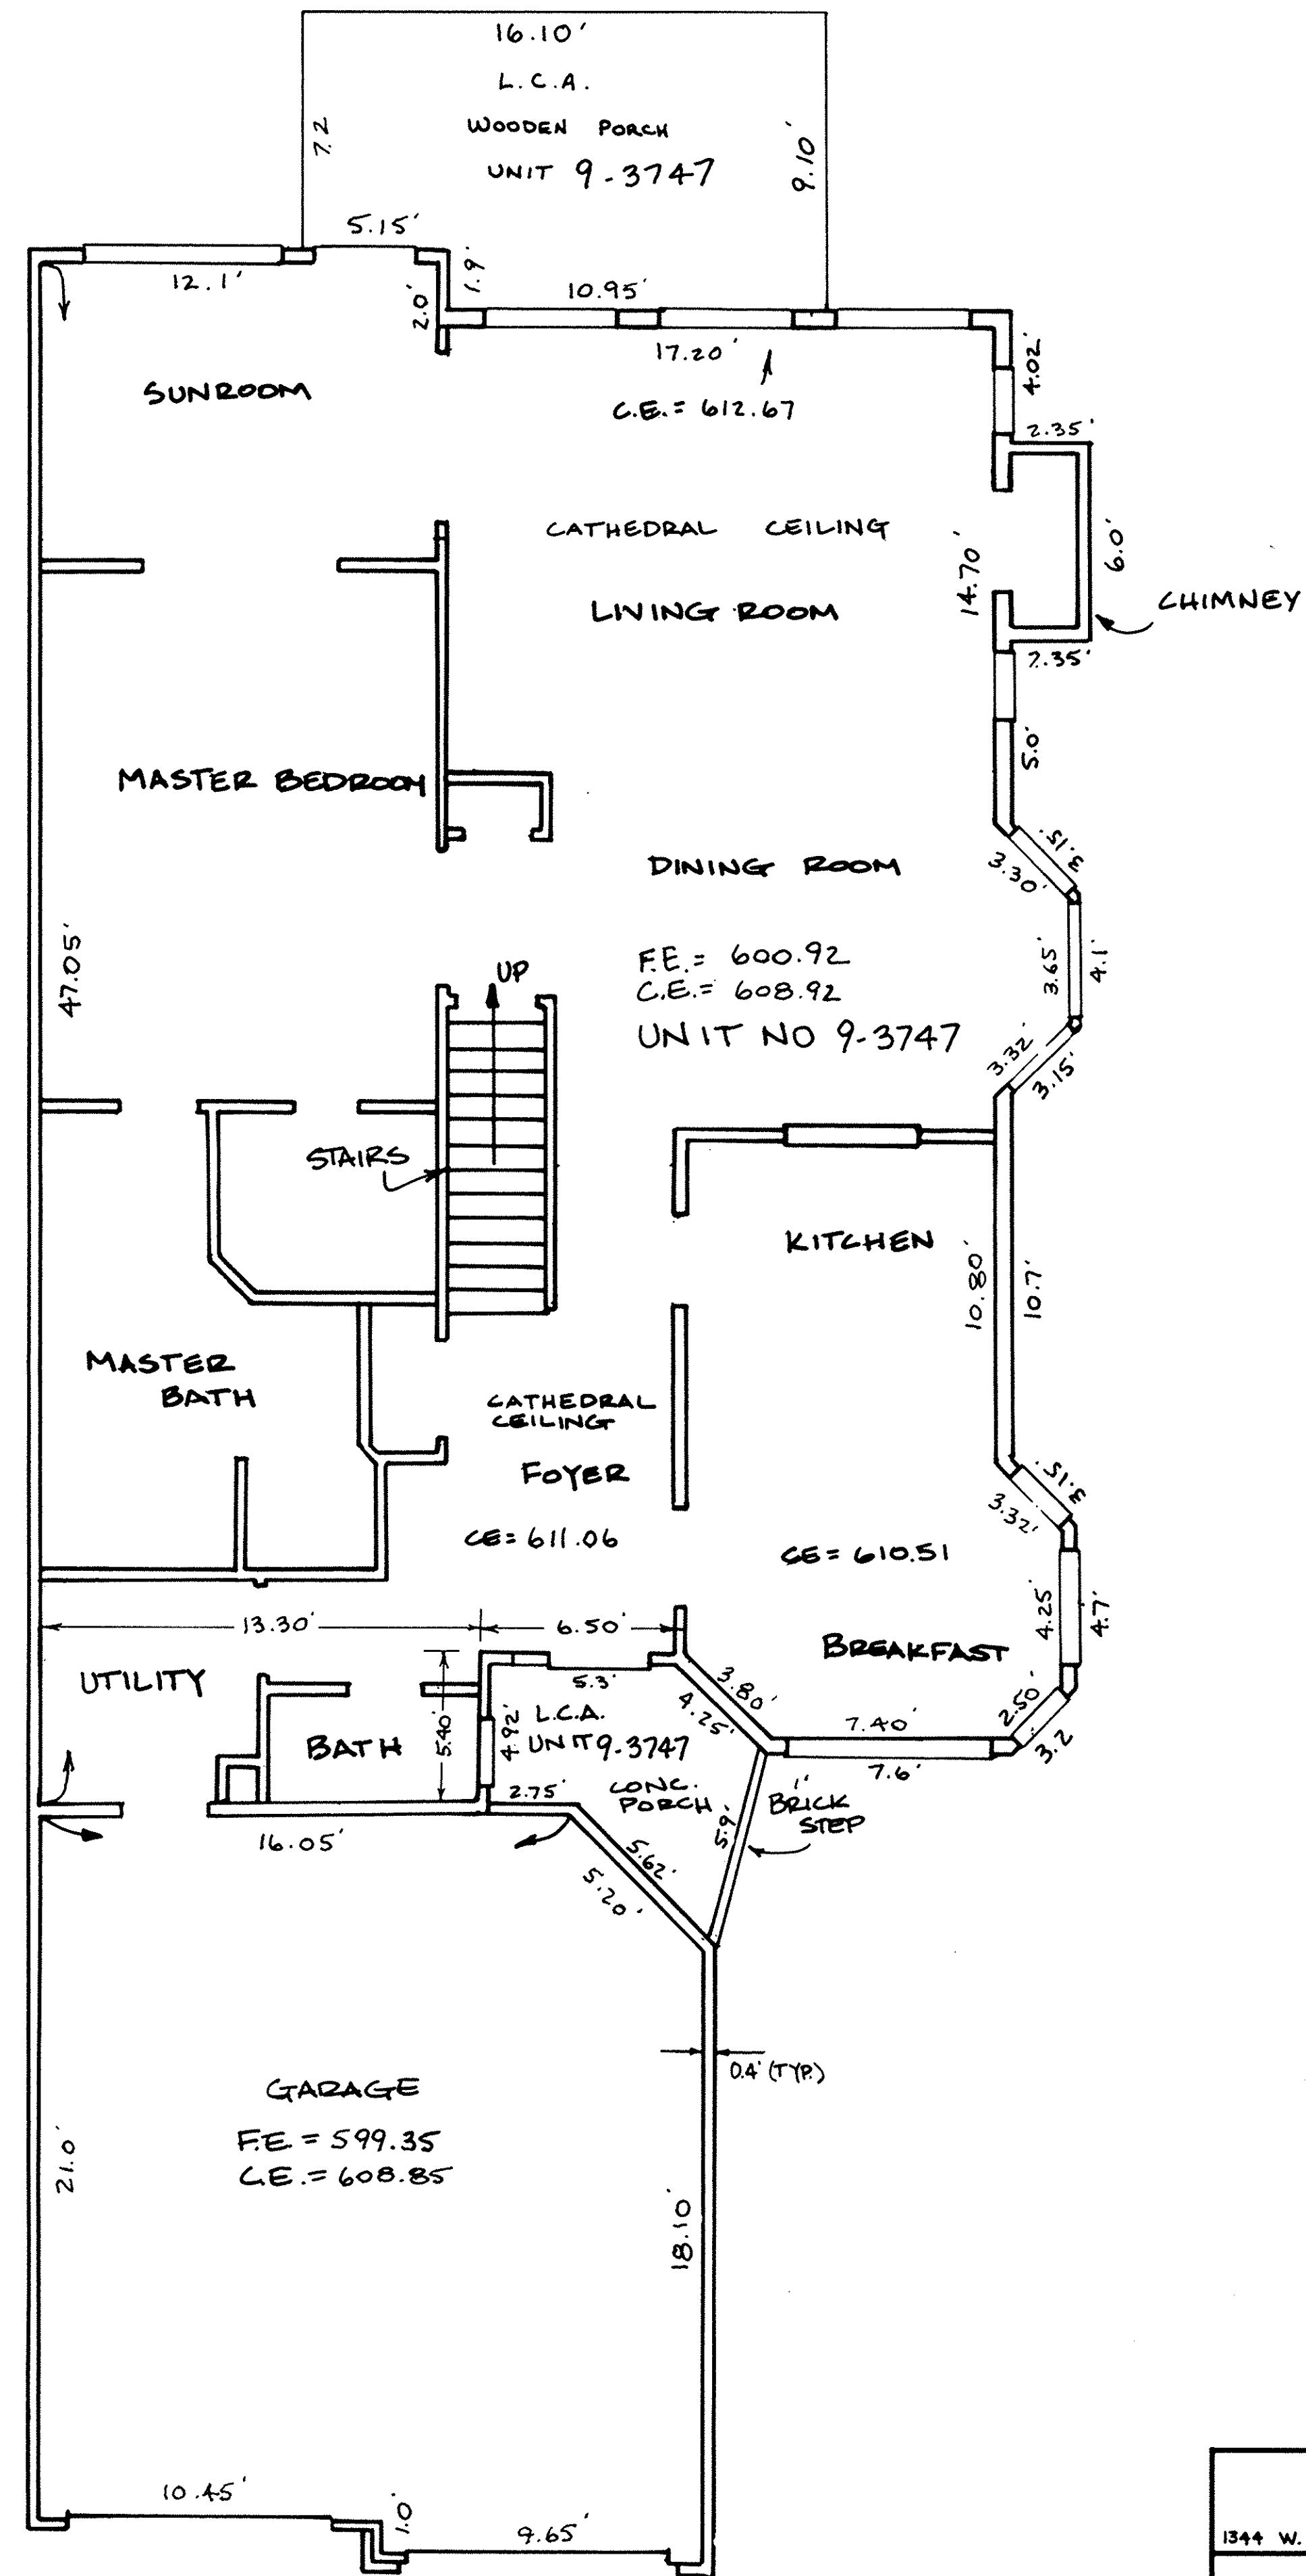 16.10'
L.C.A.
WOODEN PORCH
UNIT 9-3747
7.2
9.10'
5.15'
12.1'
1.9'
2.0'
10.95'
17.20'
C.E. = 612.67
4.02'
2.35'
SUNROOM
CATHEDRAL CEILING
LIVING ROOM
14.70'
6.0'
CHIMNEY
2.35'
5.0'
MASTER BEDROOM
DINING ROOM
3.15'
3.30'
47.05'
F.E. = 600.92
C.E. = 608.92
UNIT NO 9-3747
3.65'
4.1'
3.32'
3.15'
UP
STAIRS
KITCHEN
10.80'
10.7'
MASTER
BATH
CATHEDRAL
CEILING
FOYER
CE = 611.06
3.15'
3.32'
CE = 610.51
4.25'
4.7'
BREAKFAST
13.30'
6.50'
UTILITY
5.3'
3.80'
4.25'
2.50'
3.2
7.40'
7.6'
BATH
5.40'
4.92'
L.C.A.
UNIT 9-3747
CONC.
PORCH
2.75'
1"
BRICK
STEP
5.9'
16.05'
5.62'
5.20'
0.4' (TYP.)
GARAGE
F.E. = 599.35
C.E. = 608.85
21.0'
18.10'
10.45'
1.0'
9.65'
1344 W.